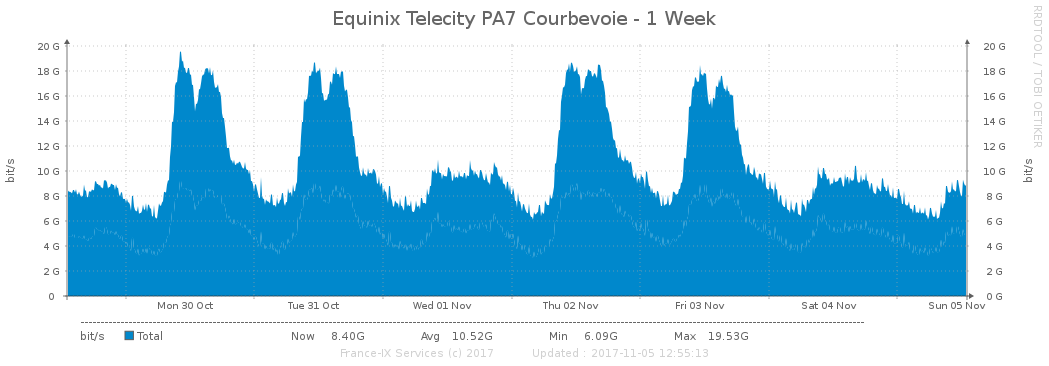 Equinix Telecity PA7 Courbevoie - 1 Week
RRDTOOL / TOBI OETIKER
bit/s
20 G 20 G
18 G 18 G
16 G 16 G
14 G 14 G
12 G 12 G
10 G 10 G
8 G 8 G
6 G 6 G
4 G 4 G
2 G 2 G
0 0 G
bit/s
Mon 30 Oct Tue 31 Oct Wed 01 Nov Thu 02 Nov Fri 03 Nov Sat 04 Nov Sun 05 Nov
bit/s Total Now 8.40G Avg 10.52G Min 6.09G Max 19.53G
France-IX Services (c) 2017 Updated : 2017-11-05 12:55:13